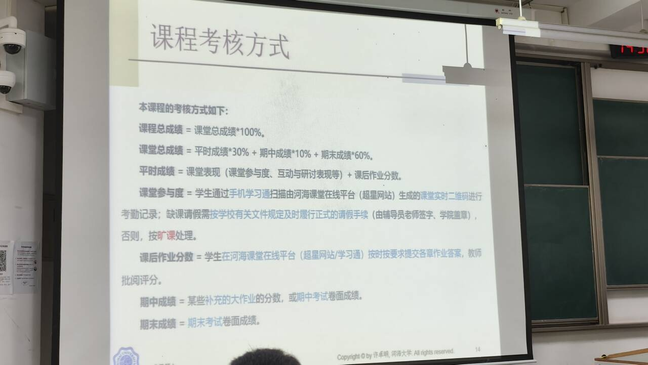 课程考核方式
本课程的考核方式如下：
课程总成绩 = 课堂总成绩*100%。
课堂总成绩 = 平时成绩*30% + 期中成绩*10% + 期末成绩*60%。
平时成绩 = 课堂表现（课堂参与度、互动与研讨表现等）+ 课后作业分数。
课堂参与度 = 学生通过手机学习通扫描由河海课堂在线平台（超星网站）生成的课堂实时二维码进行
考勤记录；缺课请假需按学校有关文件规定及时履行正式的请假手续（由辅导员老师签字，学院盖章），
否则，按旷课处理。
课后作业分数 = 学生在河海课堂在线平台（超星网站/学习通）按时按要求提交各章作业答案，教师
批阅评分。
期中成绩 = 某些补充的大作业的分数，或期中考试卷面成绩。
期末成绩 = 期末考试卷面成绩。
Copyright © by 河海大学. All rights reserved.
14